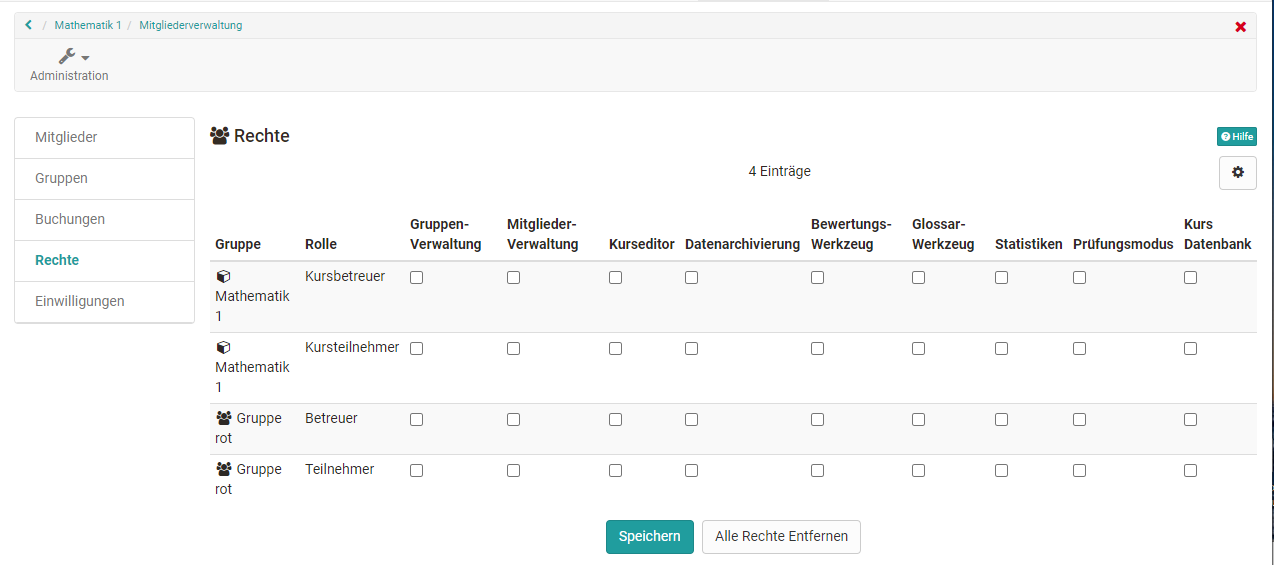 / Mathematik 1 / Mitgliederverwaltung
Administration
Mitglieder
Gruppen
Buchungen
Rechte
Einwilligungen
Rechte
Hilfe
4 Einträge
Gruppen- Mitglieder- Bewertungs- Glossar- Kurs
Gruppe Rolle Verwaltung Verwaltung Kurseditor Datenarchivierung Werkzeug Werkzeug Statistiken Prüfungsmodus Datenbank
Kursbetreuer
Mathematik
1
Kursteilnehmer
Mathematik
1
Gruppe Betreuer
rot
Gruppe Teilnehmer
rot
Speichern Alle Rechte Entfernen